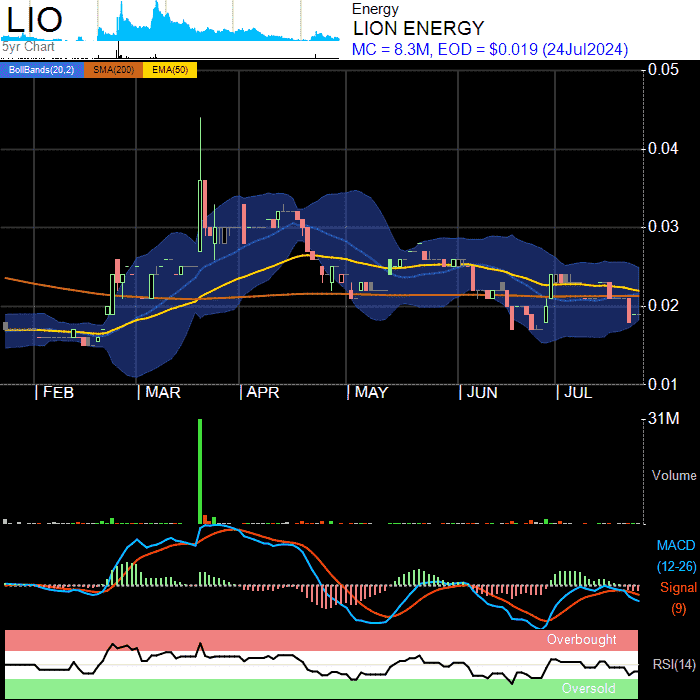 LIO
5yr Chart
Energy
LION ENERGY
MC = 8.3M, EOD = $0.019 (24Jul2024)
BollBands(20,2) SMA(200) EMA(50)
0.05
0.04
0.03
0.02
0.01
FEB MAR APR MAY JUN JUL
31M
Volume
MACD
(12-26)
Signal
(9)
Overbought
RSI(14)
Oversold